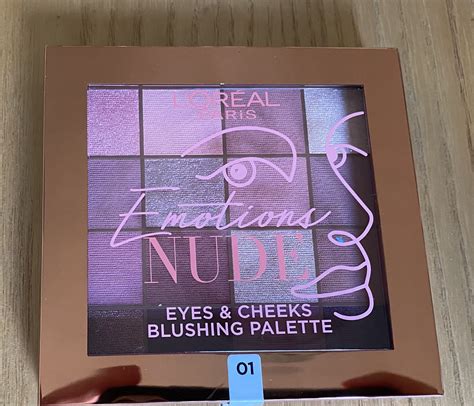 L'ORÉAL
PARIS
Emotions
NUDE
EYES & CHEEKS
BLUSHING PALETTE
01